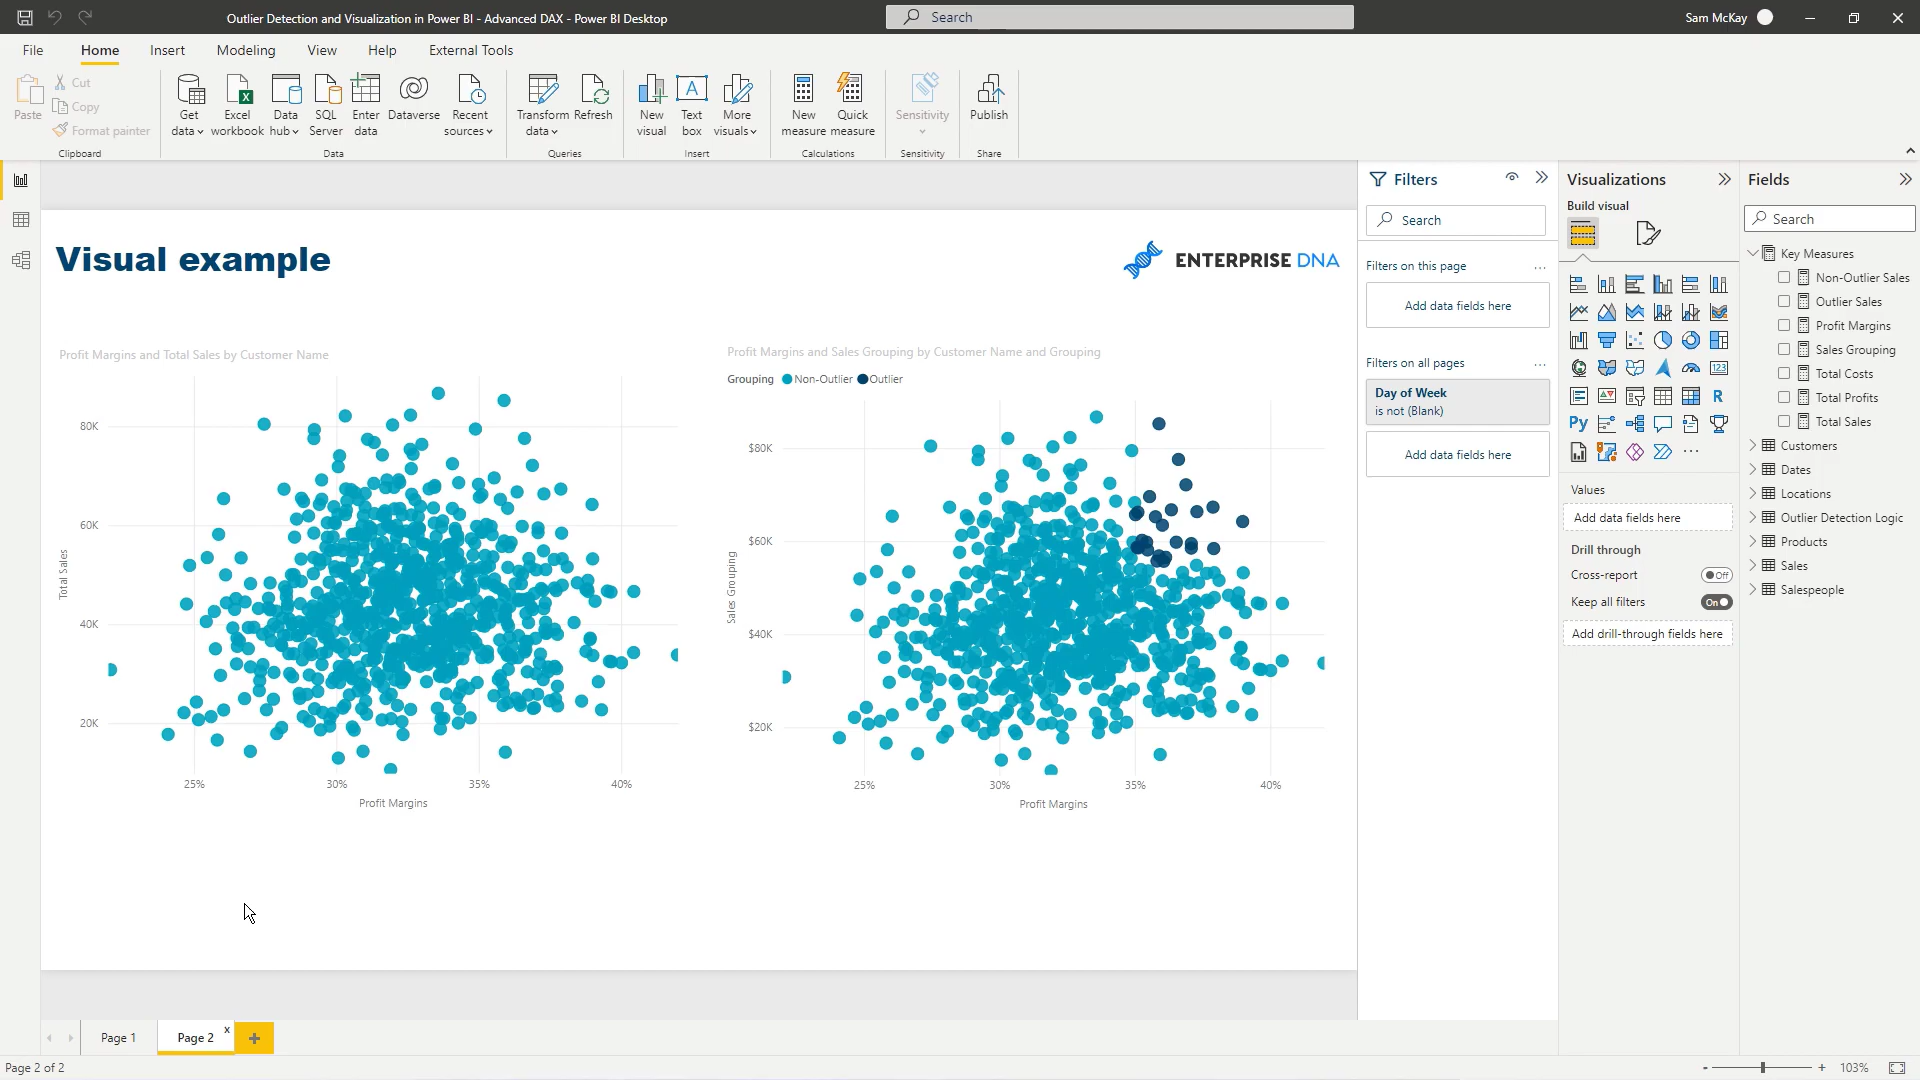 Outlier Detection and Visualization in Power BI - Advanced DAX - Power BI Desktop
Search
Sam McKay
File
Home
Insert
Modeling
View
Help
External Tools
Paste
Cut
Copy
Format painter
Clipboard
Get data
Excel workbook
Data hub
SQL Server
Enter data
Dataverse
Recent sources
Data
Transform data
Refresh
Queries
New visual
Text box
More visuals
Insert
New measure
Quick measure
Calculations
Sensitivity
Sensitivity
Publish
Share
Visual example
ENTERPRISE DNA
Profit Margins and Total Sales by Customer Name
80K
60K
40K
20K
Total Sales
25%
30%
35%
40%
Profit Margins
Profit Margins and Sales Grouping by Customer Name and Grouping
Grouping
Non-Outlier
Outlier
$80K
$60K
$40K
$20K
Sales Grouping
25%
30%
35%
40%
Profit Margins
Filters
Search
Filters on this page
...
Add data fields here
Filters on all pages
...
Day of Week
is not (Blank)
Add data fields here
Visualizations
Build visual
123
R
Py
...
Values
Add data fields here
Drill through
Cross-report
Off
Keep all filters
On
Add drill-through fields here
Fields
Search
Key Measures
Non-Outlier Sales
Outlier Sales
Profit Margins
Sales Grouping
Total Costs
Total Profits
Total Sales
Customers
Dates
Locations
Outlier Detection Logic
Products
Sales
Salespeople
Page 1
Page 2
x
+
Page 2 of 2
-
+
103%